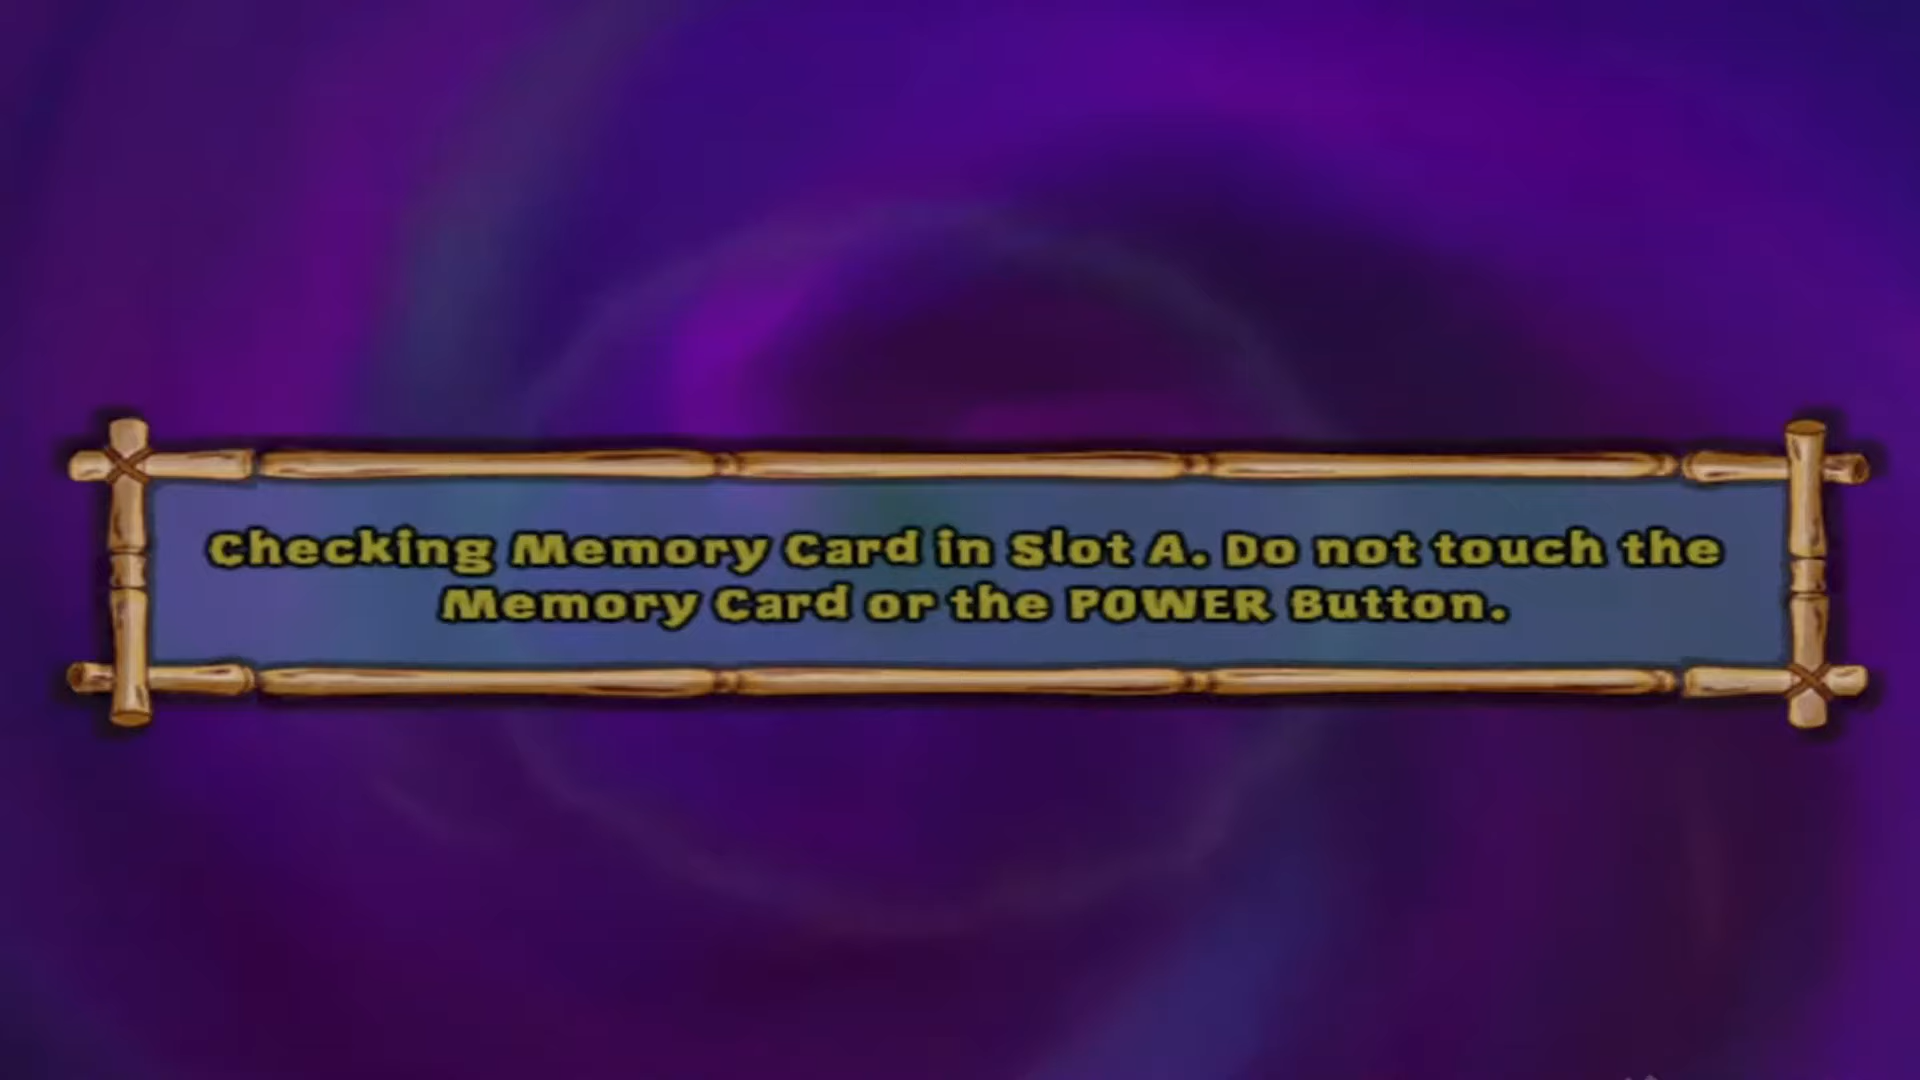 Checking Memory Card in Slot A. Do not touch the
Memory Card or the POWER Button.